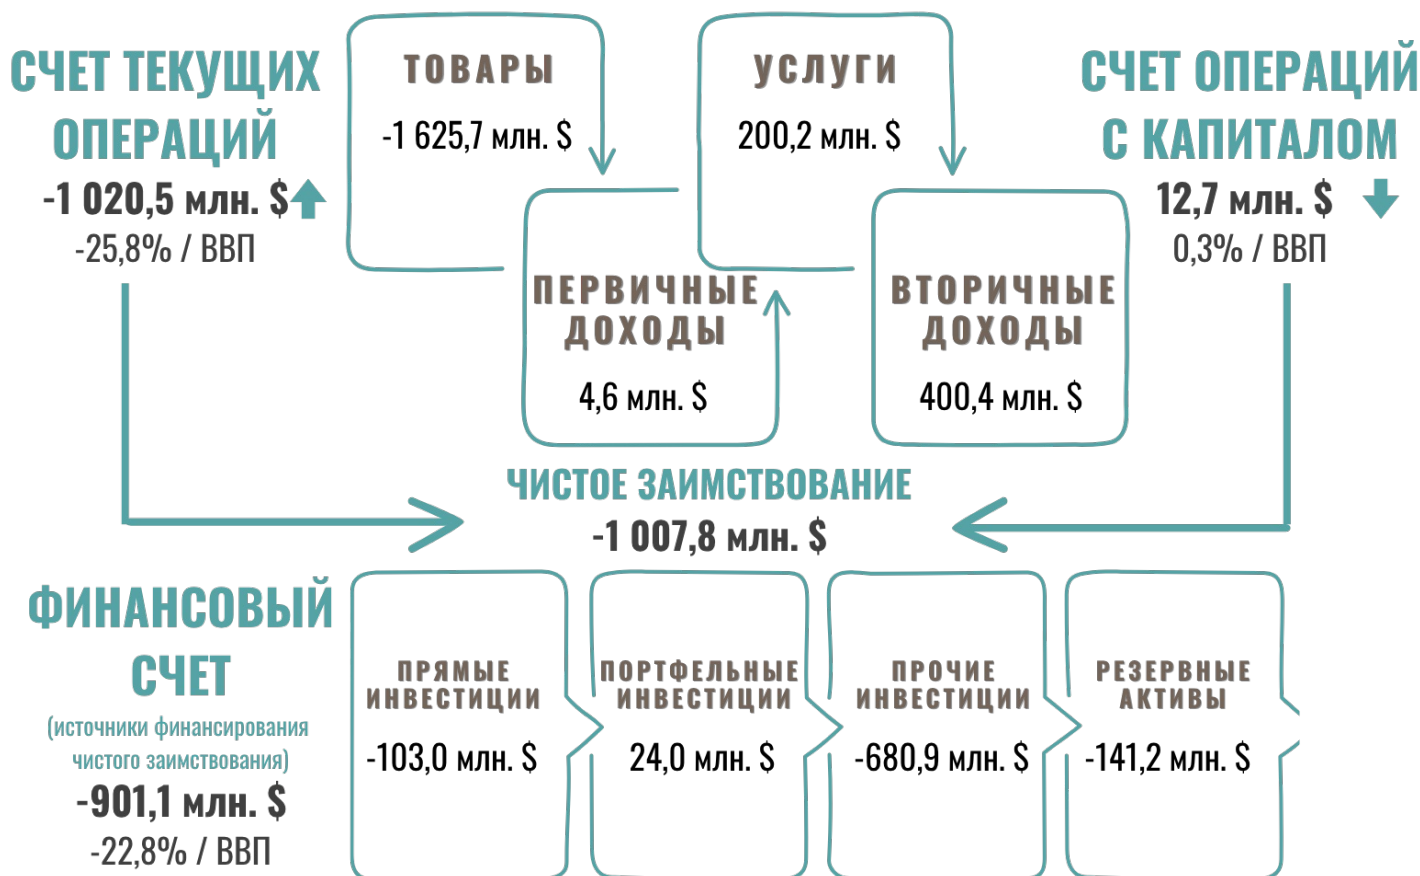 СЧЕТ ТЕКУЩИХ
ОПЕРАЦИЙ
-1 020,5 млн. $
-25,8% / ВВП
ТОВАРЫ
-1 625,7 млн. $
УСЛУГИ
200,2 млн. $
СЧЕТ ОПЕРАЦИЙ
С КАПИТАЛОМ
12,7 млн. $
0,3% / ВВП
ПЕРВИЧНЫЕ
ДОХОДЫ
4,6 млн. $
ВТОРИЧНЫЕ
ДОХОДЫ
400,4 млн. $
ЧИСТОЕ ЗАИМСТВОВАНИЕ
-1 007,8 млн. $
ФИНАНСОВЫЙ
СЧЕТ
(источники финансирования
чистого заимствования)
-901,1 млн. $
-22,8% / ВВП
ПРЯМЫЕ
ИНВЕСТИЦИИ
-103,0 млн. $
ПОРТФЕЛЬНЫЕ
ИНВЕСТИЦИИ
24,0 млн. $
ПРОЧИЕ
ИНВЕСТИЦИИ
-680,9 млн. $
РЕЗЕРВНЫЕ
АКТИВЫ
-141,2 млн. $